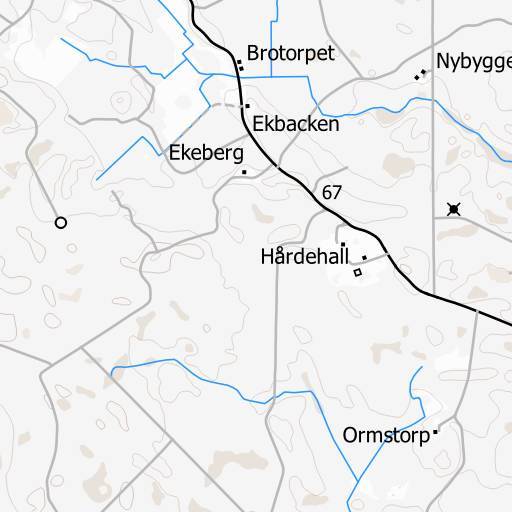 Brotorpet
Nybygge
Ekbacken
Ekeberg
67
Hårdehall
Ormstorp